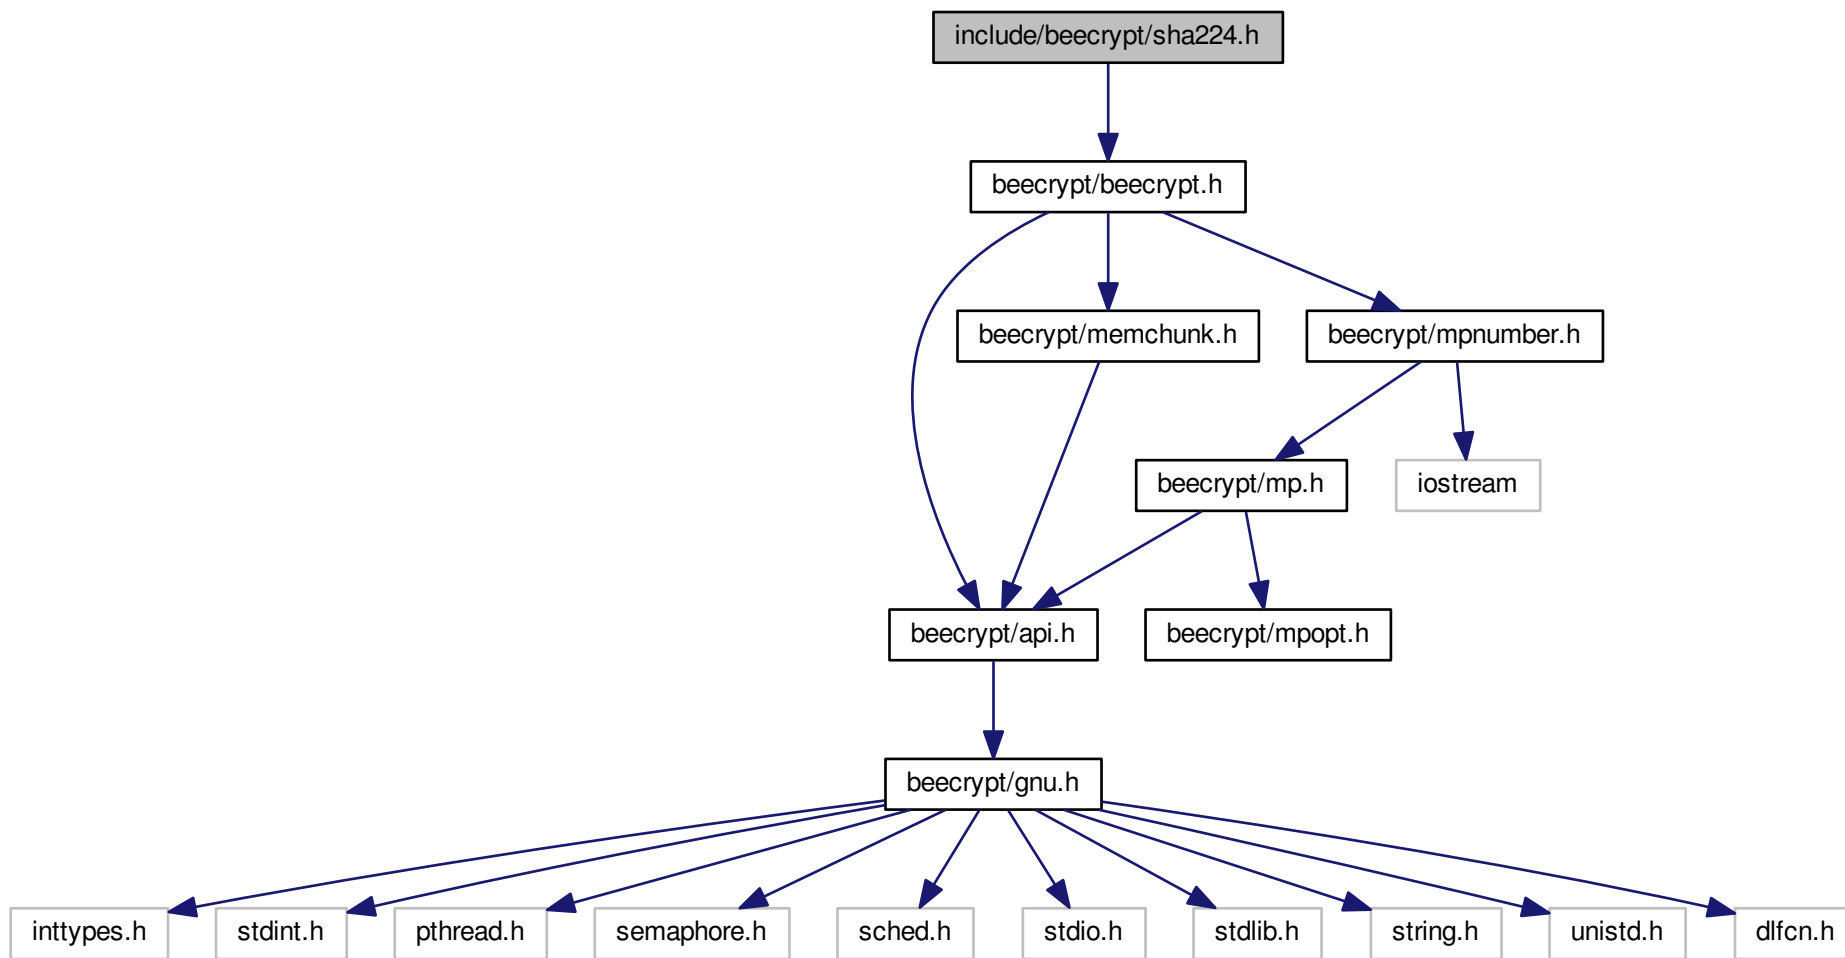 include/beecrypt/sha224.h
beecrypt/beecrypt.h
beecrypt/memchunk.h
beecrypt/mpnumber.h
beecrypt/mp.h
iostream
beecrypt/api.h
beecrypt/mpopt.h
beecrypt/gnu.h
inttypes.h
stdint.h
pthread.h
semaphore.h
sched.h
stdio.h
stdlib.h
string.h
unistd.h
dlfcn.h